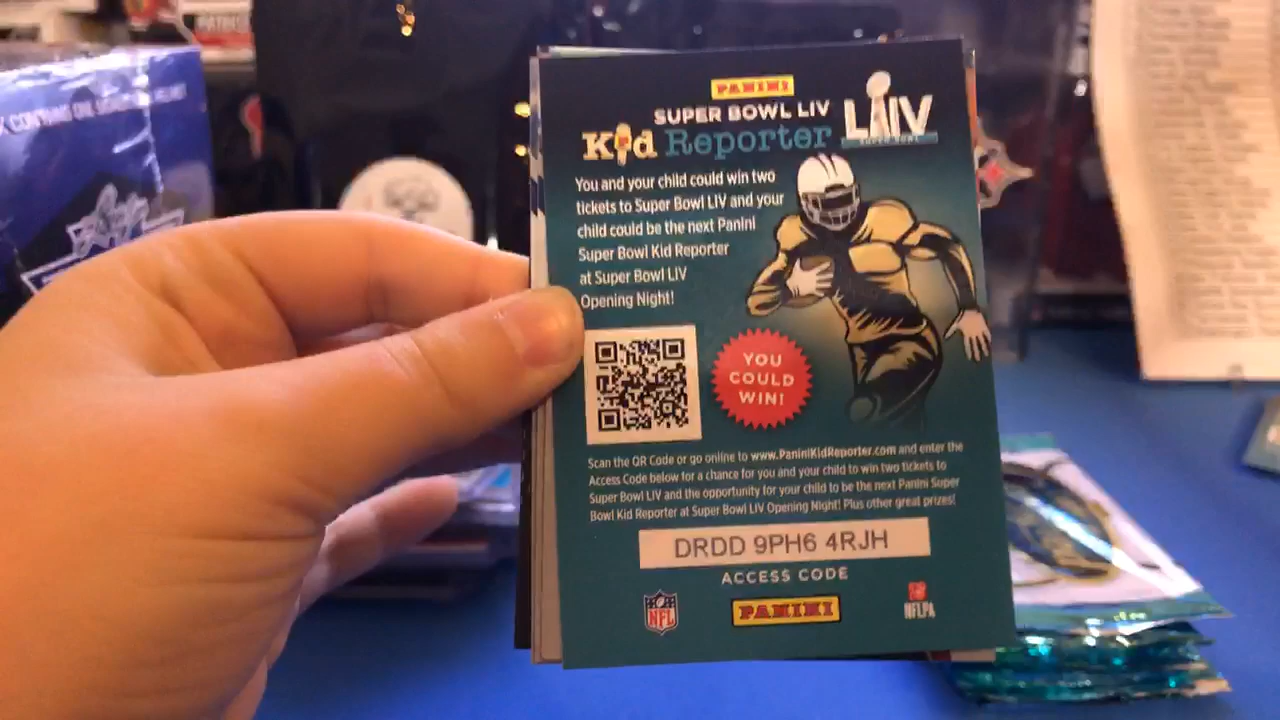 K CONTAINS ONE
PANINI
SUPER BOWL LIV
Kid Reporter
LIV
SUPER BOWL
You and your child could win two
tickets to Super Bowl LIV and your
child could be the next Panini
Super Bowl Kid Reporter
at Super Bowl LIV
Opening Night!
YOU
COULD
WIN!
Scan the QR Code or go online to www.PaniniKidReporter.com and enter the
Access Code below for a chance for you and your child to win two tickets to
Super Bowl LIV and the opportunity for your child to be the next Panini Super
Bowl Kid Reporter at Super Bowl LIV Opening Night! Plus other great prizes!
DRDD 9PH6 4RJH
ACCESS CODE
NFL
PANINI
NFLPA